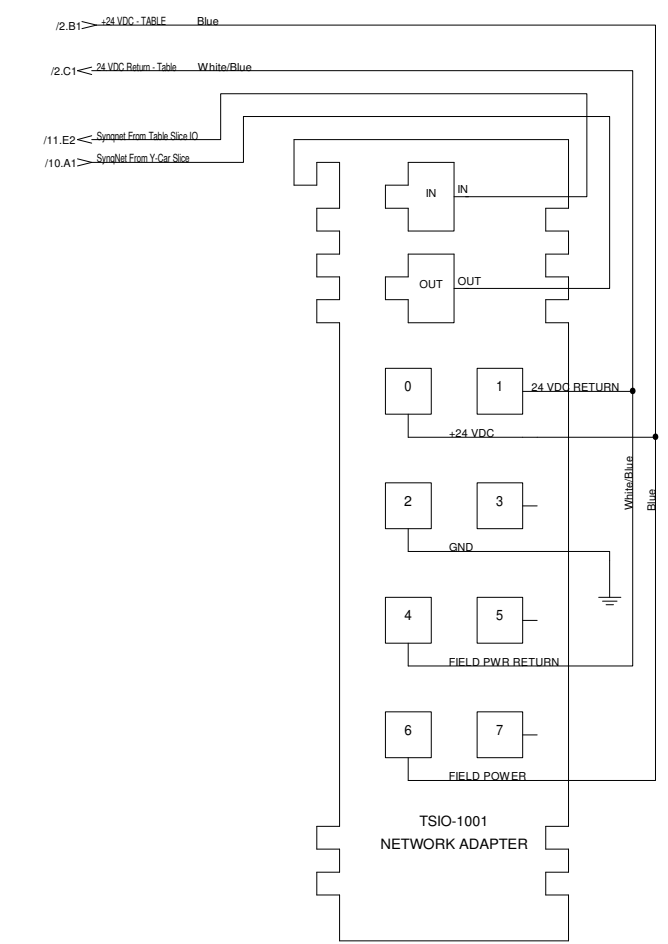 /2.B1 +24 VDC - TABLE Blue
/2.C1 24 VDC Return - Table White/Blue
/11.E2 Synqnet From Table Slice IO
/10.A1 SynqNet From Y-Car Slice
IN IN
OUT OUT
0 1 24 VDC RETURN
+24 VDC
White/Blue
Blue
2 3
GND
4 5
FIELD PWR RETURN
6 7
FIELD POWER
TSIO-1001
NETWORK ADAPTER